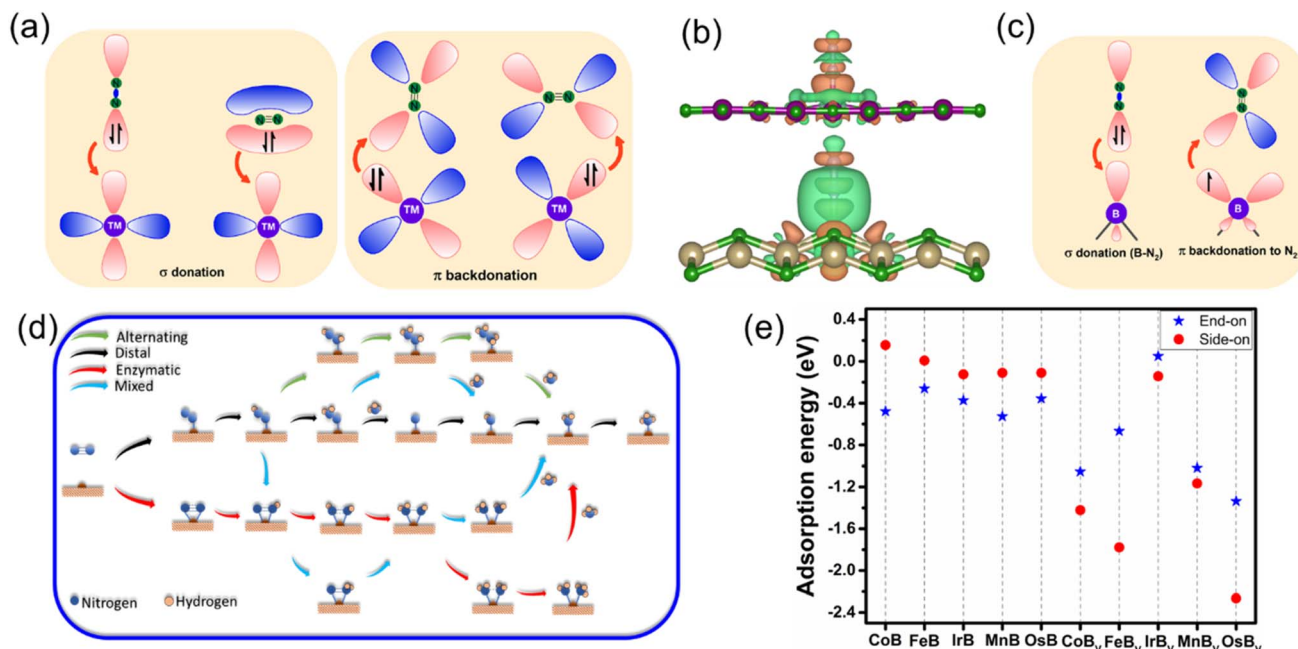 (a)
N
N
N≡N
TM
TM
σ donation
N
N
N≡N
TM
TM
π backdonation
(b)
(c)
N
N
N
N
B
B
σ donation (B-N₂)
π backdonation to N₂
(d)
Alternating
Distal
Enzymatic
Mixed
Nitrogen
Hydrogen
(e)
Adsorption energy (eV)
0.4
0.0
-0.4
-0.8
-1.2
-1.6
-2.0
-2.4
End-on
Side-on
CoB FeB IrB MnB OsB CoBᵥ FeBᵥ IrBᵥ MnBᵥ OsBᵥ